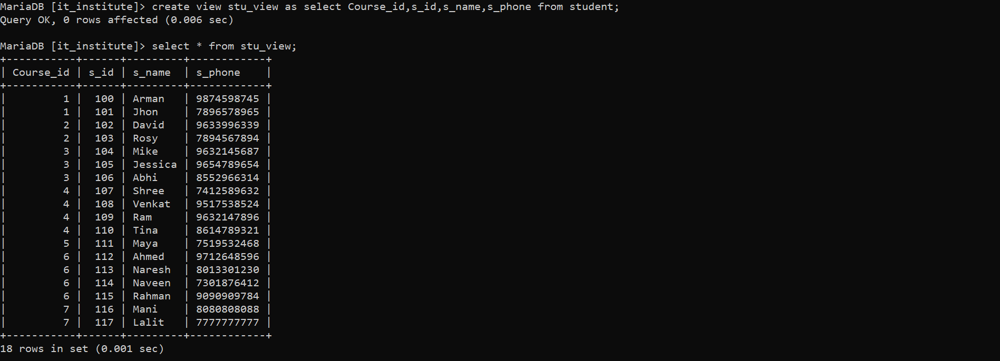 MariaDB [it_institute]> create view stu_view as select Course_id,s_id,s_name,s_phone from student;
Query OK, 0 rows affected (0.006 sec)

MariaDB [it_institute]> select * from stu_view;
+-----------+------+---------+------------+
| Course_id | s_id | s_name  | s_phone    |
+-----------+------+---------+------------+
|         1 |  100 | Arman   | 9874598745 |
|         1 |  101 | Jhon    | 7896578965 |
|         2 |  102 | David   | 9633996339 |
|         2 |  103 | Rosy    | 7894567894 |
|         3 |  104 | Mike    | 9632145687 |
|         3 |  105 | Jessica | 9654789654 |
|         3 |  106 | Abhi    | 8552966314 |
|         4 |  107 | Shree   | 7412589632 |
|         4 |  108 | Venkat  | 9517538524 |
|         4 |  109 | Ram     | 9632147896 |
|         4 |  110 | Tina    | 8614789321 |
|         5 |  111 | Maya    | 7519532468 |
|         6 |  112 | Ahmed   | 9712648596 |
|         6 |  113 | Naresh  | 8013301230 |
|         6 |  114 | Naveen  | 7301876412 |
|         6 |  115 | Rahman  | 9090909784 |
|         7 |  116 | Mani    | 8080808088 |
|         7 |  117 | Lalit   | 7777777777 |
+-----------+------+---------+------------+
18 rows in set (0.001 sec)